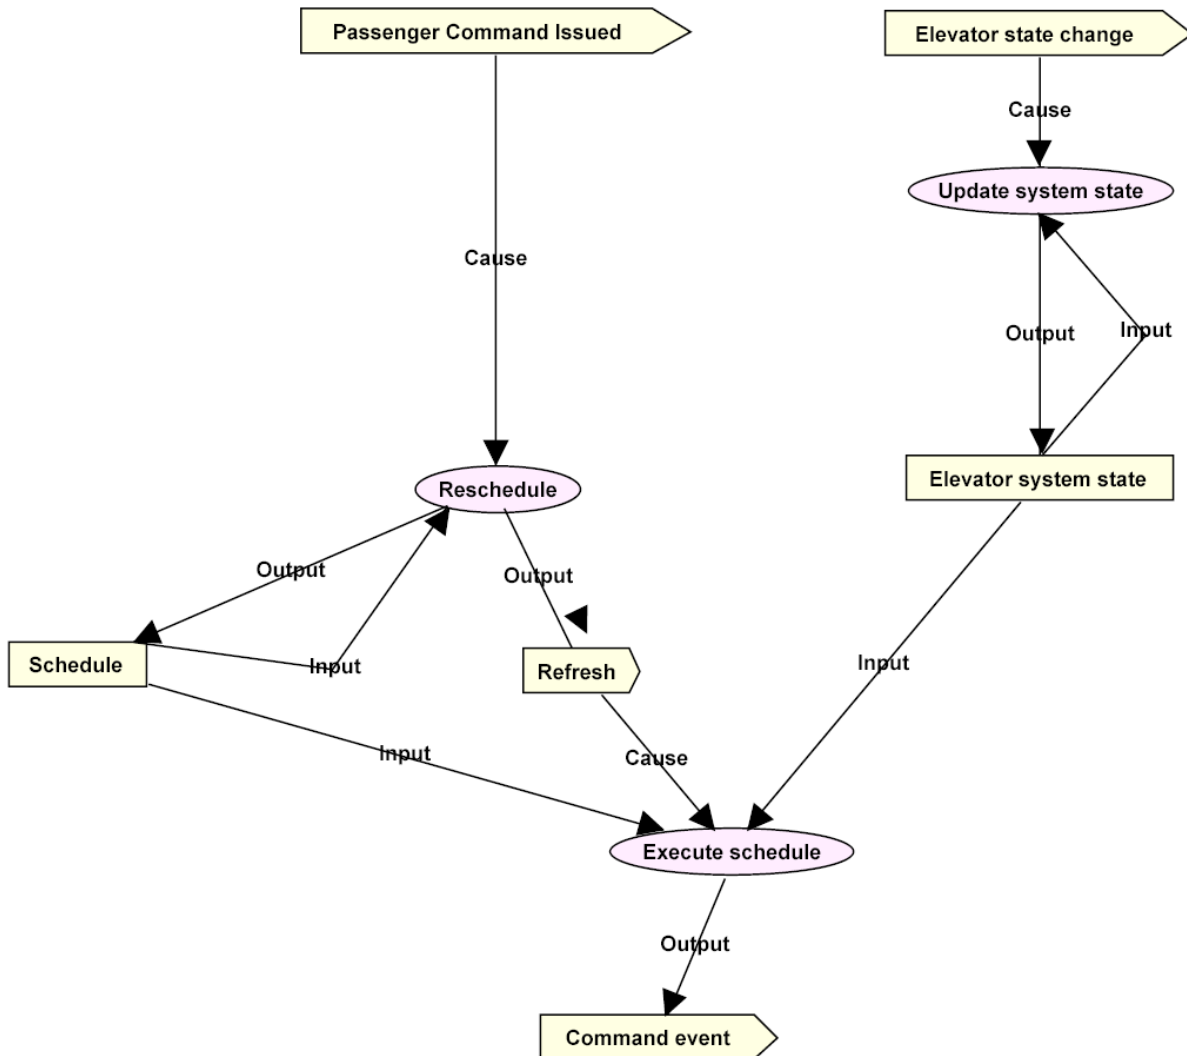 Passenger Command Issued
Elevator state change
Cause
Update system state
Cause
Output
Input
Reschedule
Elevator system state
Output
Output
Schedule
Input
Refresh
Input
Input
Cause
Execute schedule
Output
Command event